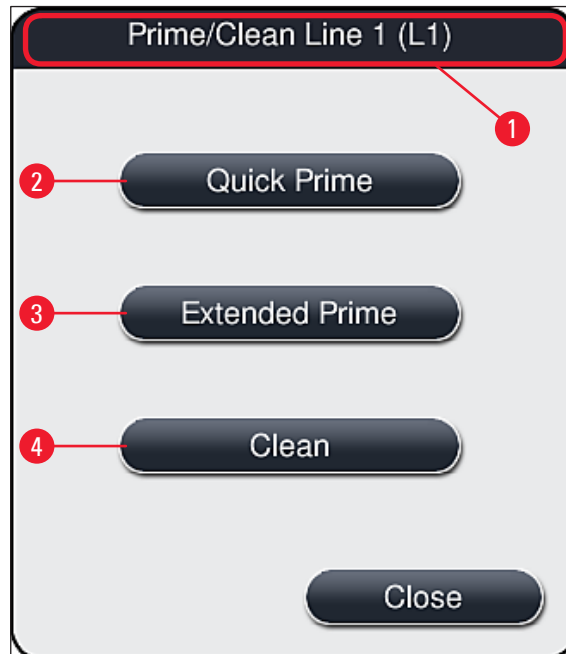 Prime/Clean Line 1 (L1)
1
2
Quick Prime
3
Extended Prime
4
Clean
Close